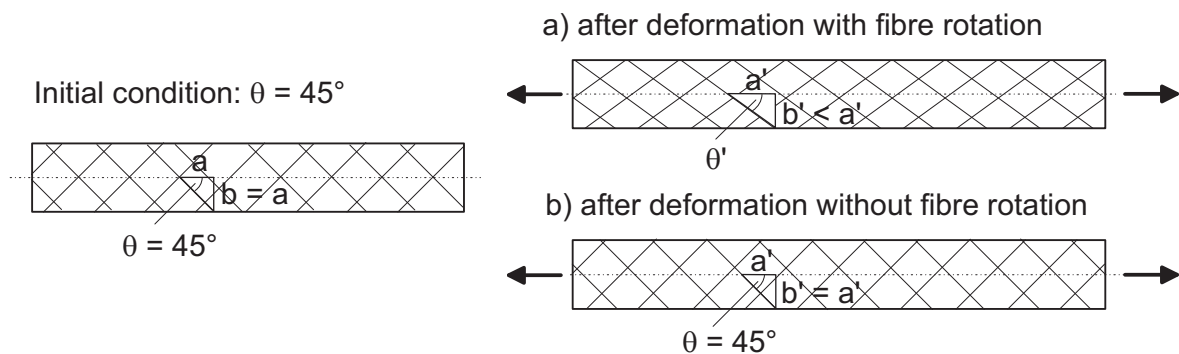 Initial condition: θ = 45°
a
b = a
θ = 45°
a) after deformation with fibre rotation
a'
b' < a'
θ'
b) after deformation without fibre rotation
a'
b' = a'
θ = 45°